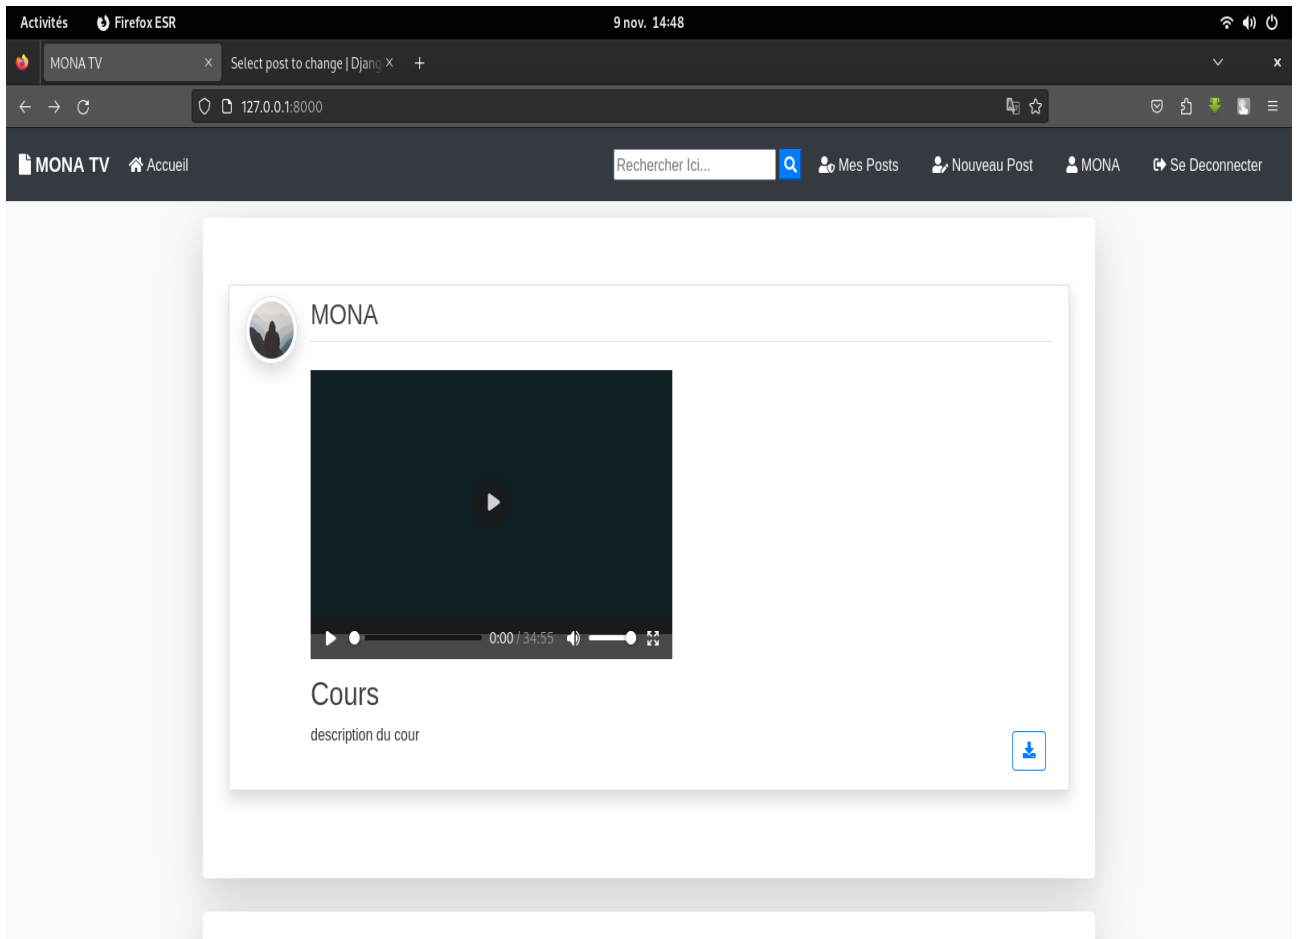 Activités Firefox ESR 9 nov. 14:48
MONA TV Select post to change | Djang
127.0.0.1:8000
MONA TV Accueil Rechercher Ici... Mes Posts Nouveau Post MONA Se Deconnecter
MONA
0:00 / 34:55
Cours
description du cour